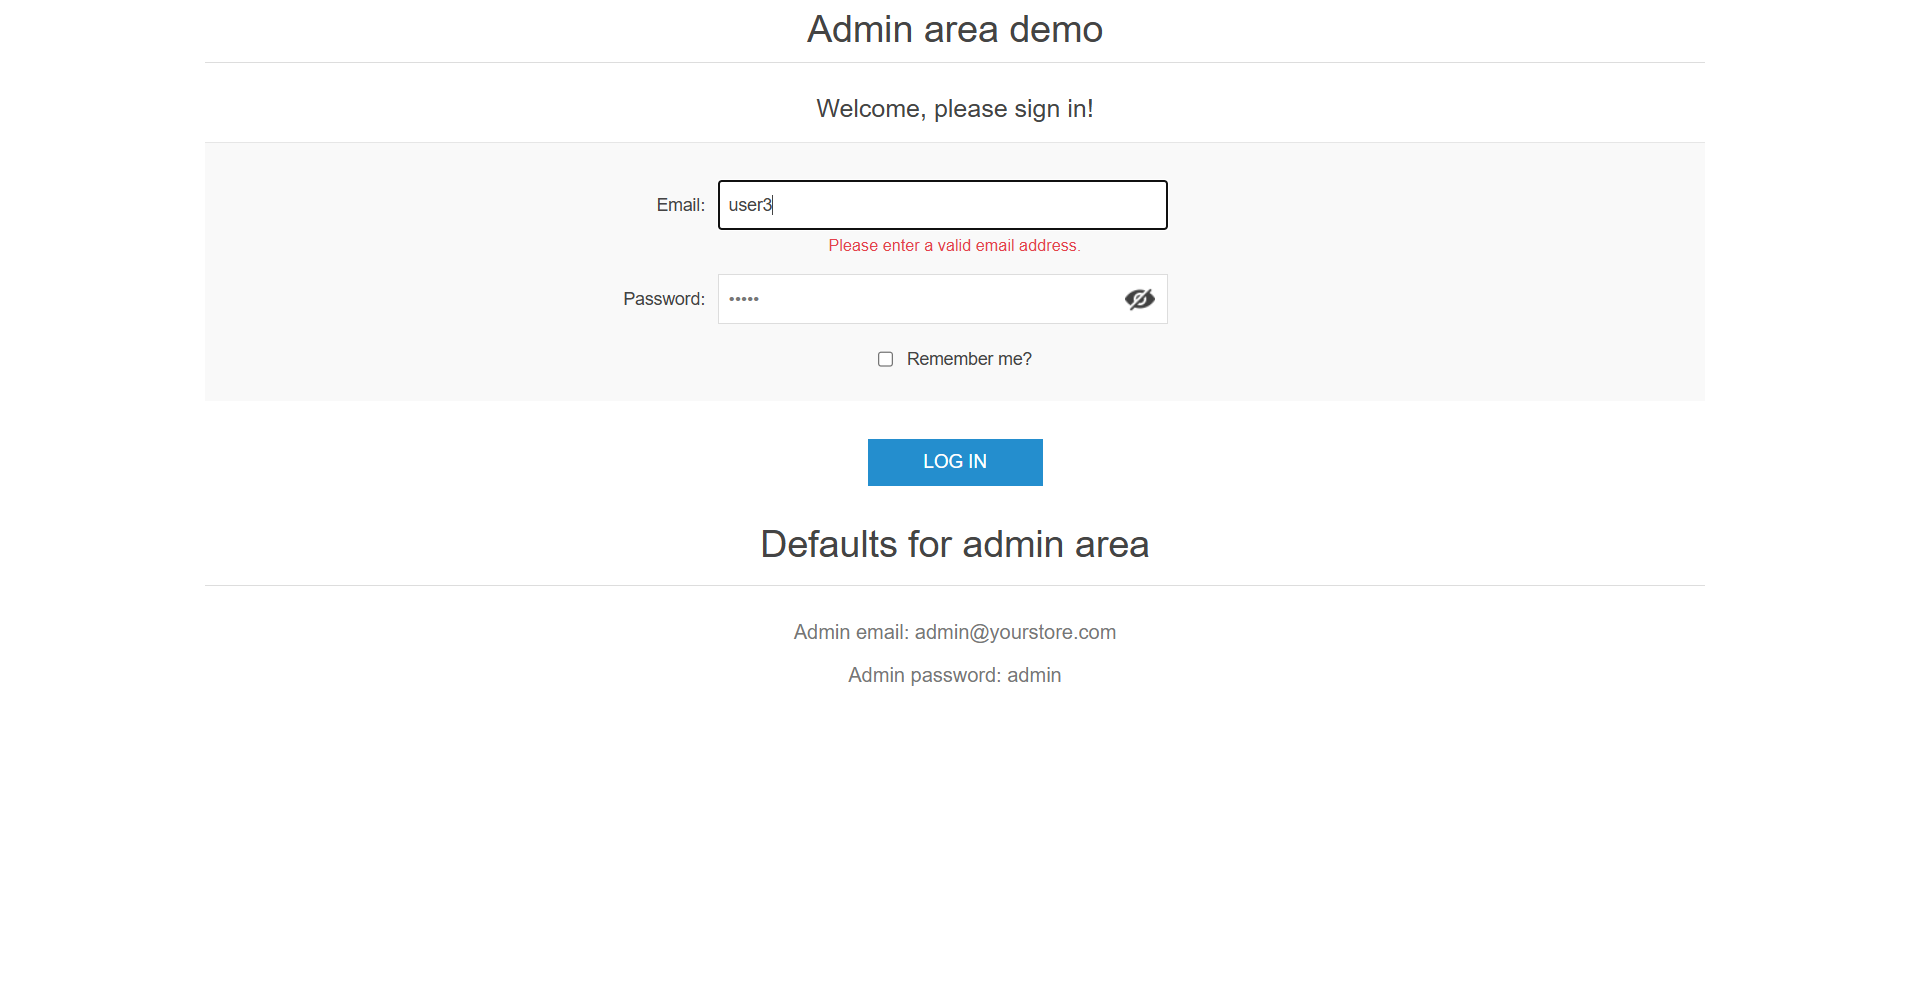 Admin area demo
Welcome, please sign in!
Email: user3
Please enter a valid email address.
Password: •••••
Remember me?
LOG IN
Defaults for admin area
Admin email: admin@yourstore.com
Admin password: admin